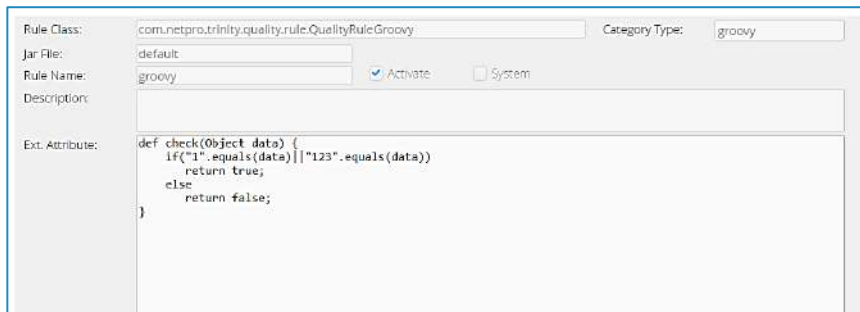 Rule Class: com.netpro.trinity.quality.rule.QualityRuleGroovy Category Type: groovy
Jar File: default
Rule Name: groovy Activate System
Description:
Ext. Attribute: def check(Object data) {
if("1".equals(data)||"123".equals(data))
return true;
else
return false;
}